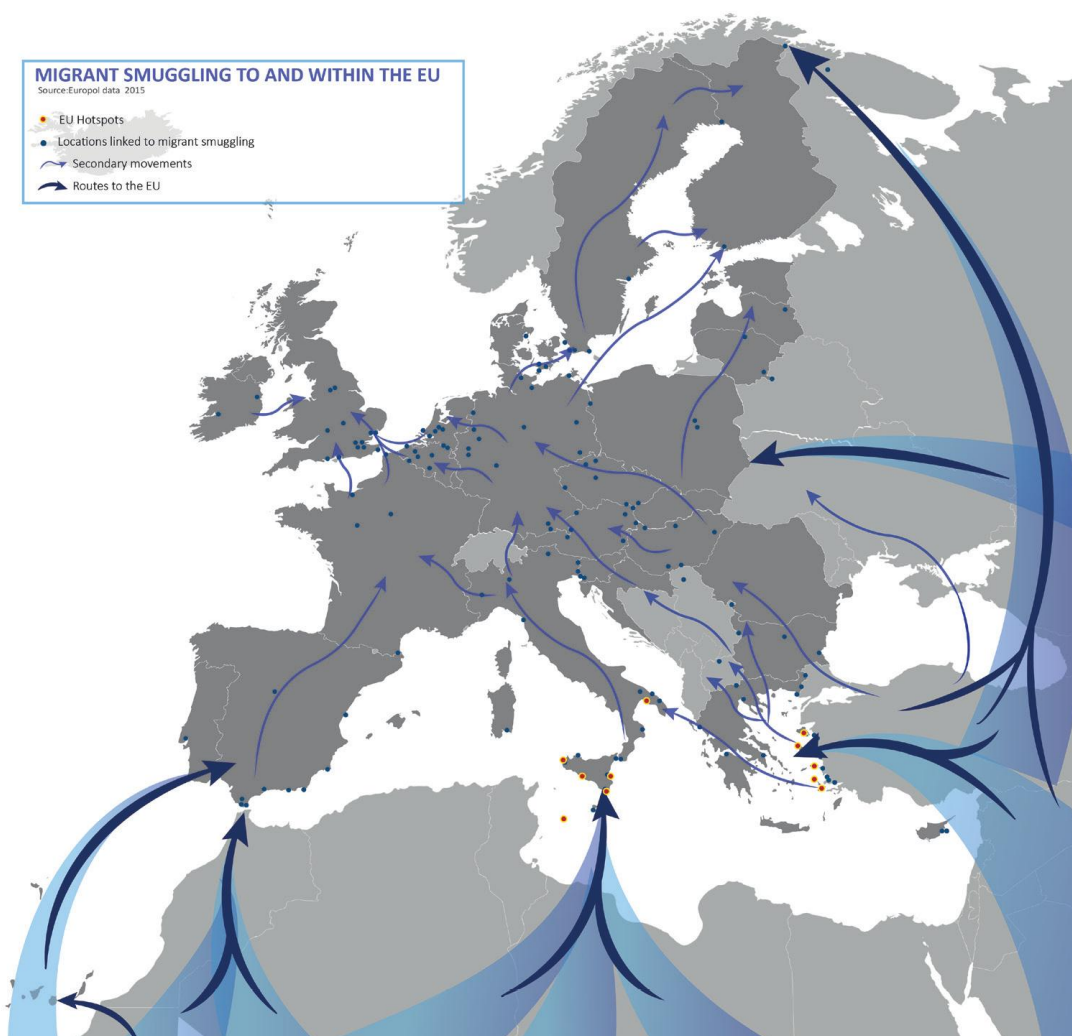 MIGRANT SMUGGLING TO AND WITHIN THE EU
Source:Europol data 2015
EU Hotspots
Locations linked to migrant smuggling
Secondary movements
Routes to the EU